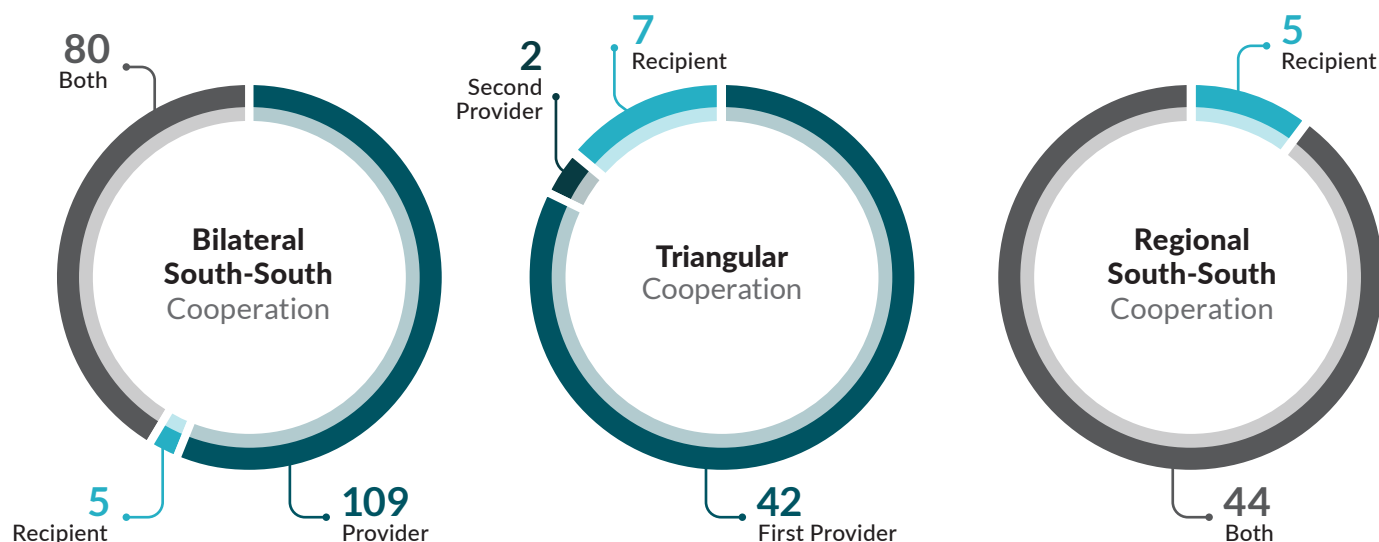 80
Both
Bilateral
South-South
Cooperation
5
Recipient
109
Provider
2
Second
Provider
7
Recipient
Triangular
Cooperation
42
First Provider
5
Recipient
Regional
South-South
Cooperation
44
Both